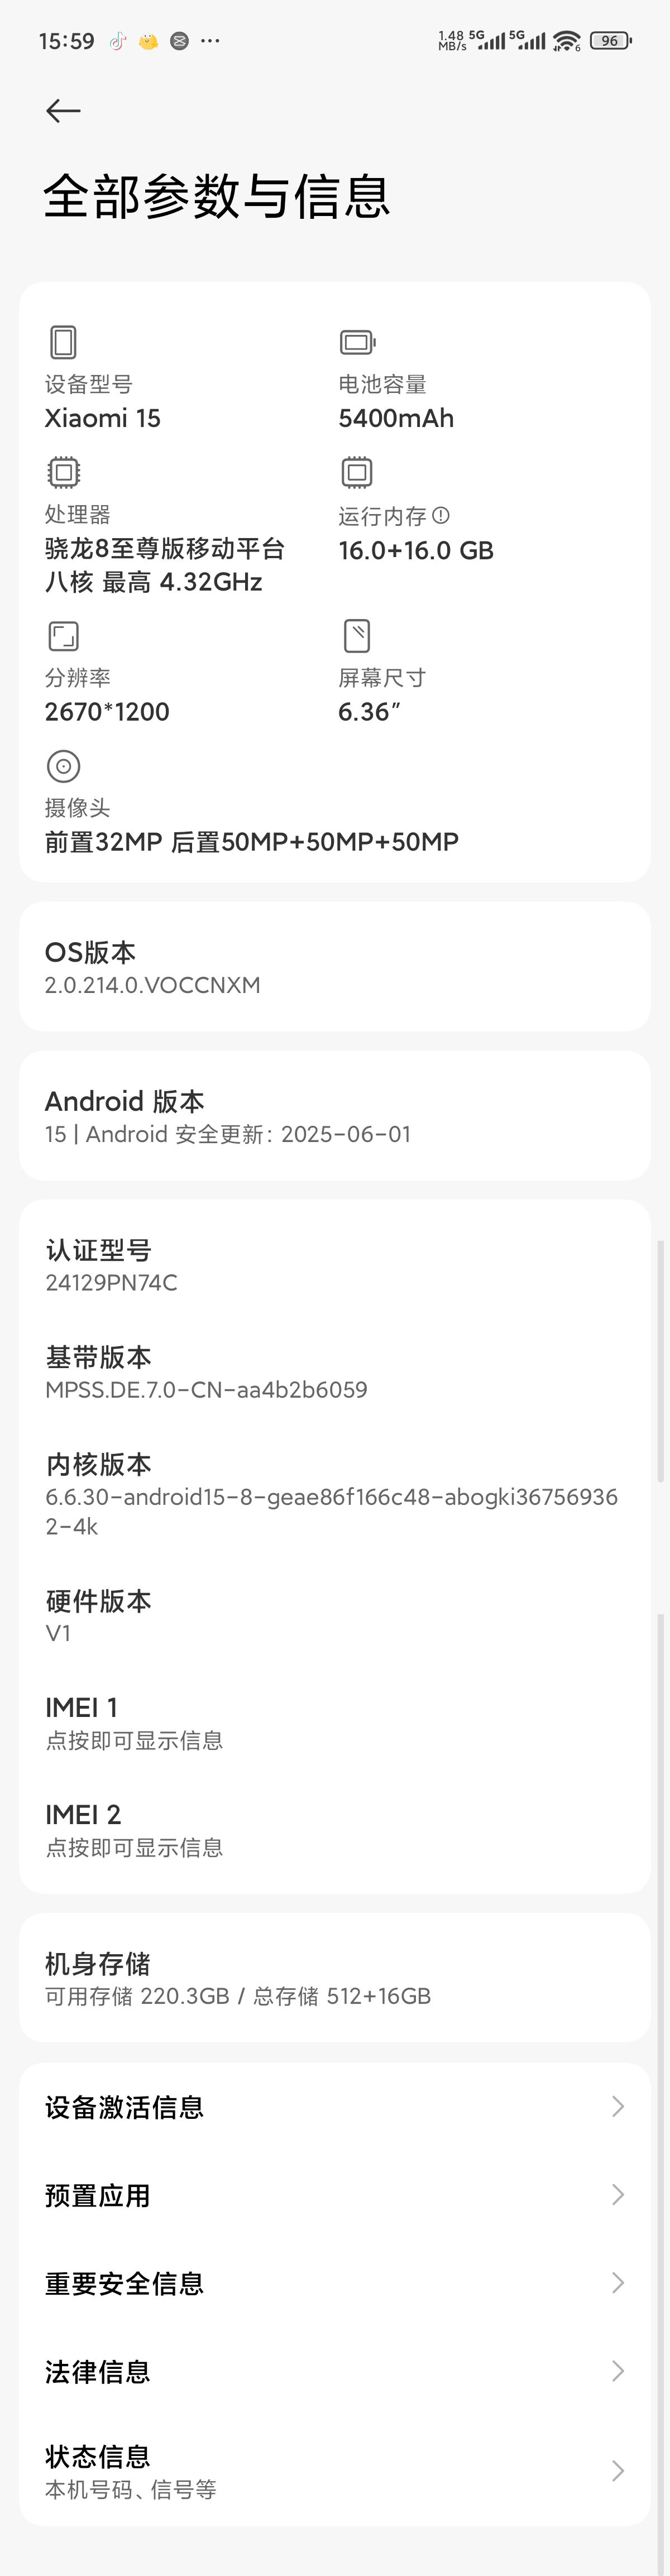 15:59
1.48 MB/s 5G 5G 6 96
全部参数与信息
设备型号
Xiaomi 15
电池容量
5400mAh
处理器
骁龙8至尊版移动平台
八核 最高 4.32GHz
运行内存
16.0+16.0 GB
分辨率
2670*1200
屏幕尺寸
6.36″
摄像头
前置32MP 后置50MP+50MP+50MP
OS版本
2.0.214.0.VOCCNXM
Android 版本
15 | Android 安全更新：2025-06-01
认证型号
24129PN74C
基带版本
MPSS.DE.7.0-CN-aa4b2b6059
内核版本
6.6.30-android15-8-geae86f166c48-abogki36756936
2-4k
硬件版本
V1
IMEI 1
点按即可显示信息
IMEI 2
点按即可显示信息
机身存储
可用存储 220.3GB / 总存储 512+16GB
设备激活信息
预置应用
重要安全信息
法律信息
状态信息
本机号码、信号等